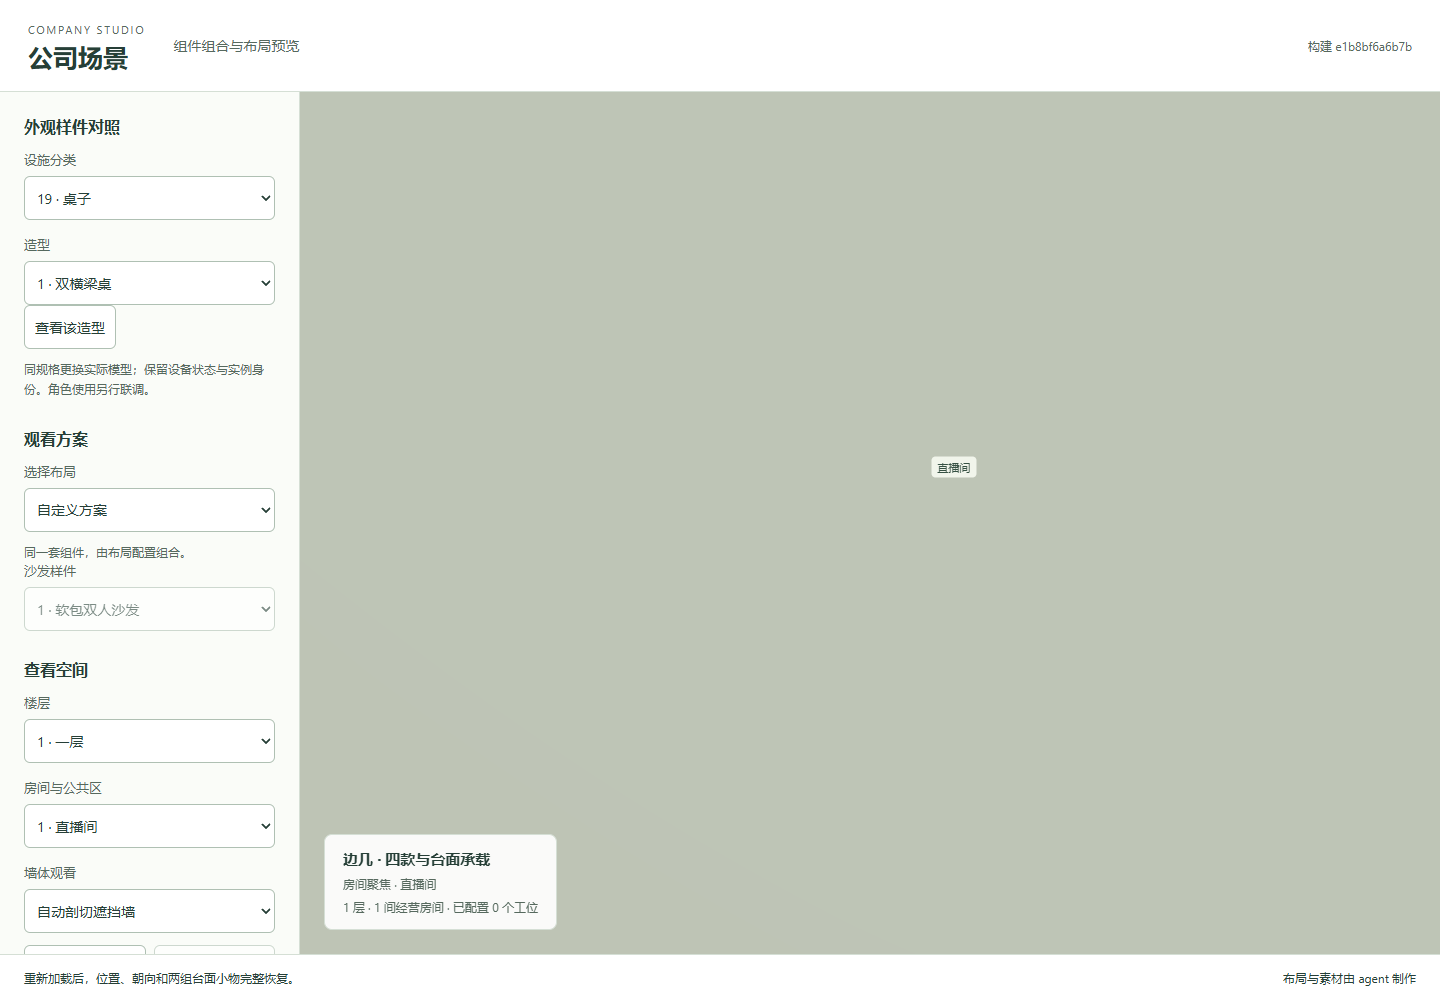 COMPANY STUDIO
公司场景
组件组合与布局预览
构建 e1b8bf6a6b7b
外观样件对照
设施分类
19 · 桌子
造型
1 · 双横梁桌
查看该造型
同规格更换实际模型；保留设备状态与实例身
份。角色使用另行联调。
观看方案
选择布局
自定义方案
同一套组件，由布局配置组合。
沙发样件
1 · 软包双人沙发
查看空间
楼层
1 · 一层
房间与公共区
1 · 直播间
墙体观看
自动剖切遮挡墙
直播间
边几 · 四款与台面承载
房间聚焦 · 直播间
1 层 · 1 间经营房间 · 已配置 0 个工位
重新加载后，位置、朝向和两组台面小物完整恢复。
布局与素材由 agent 制作